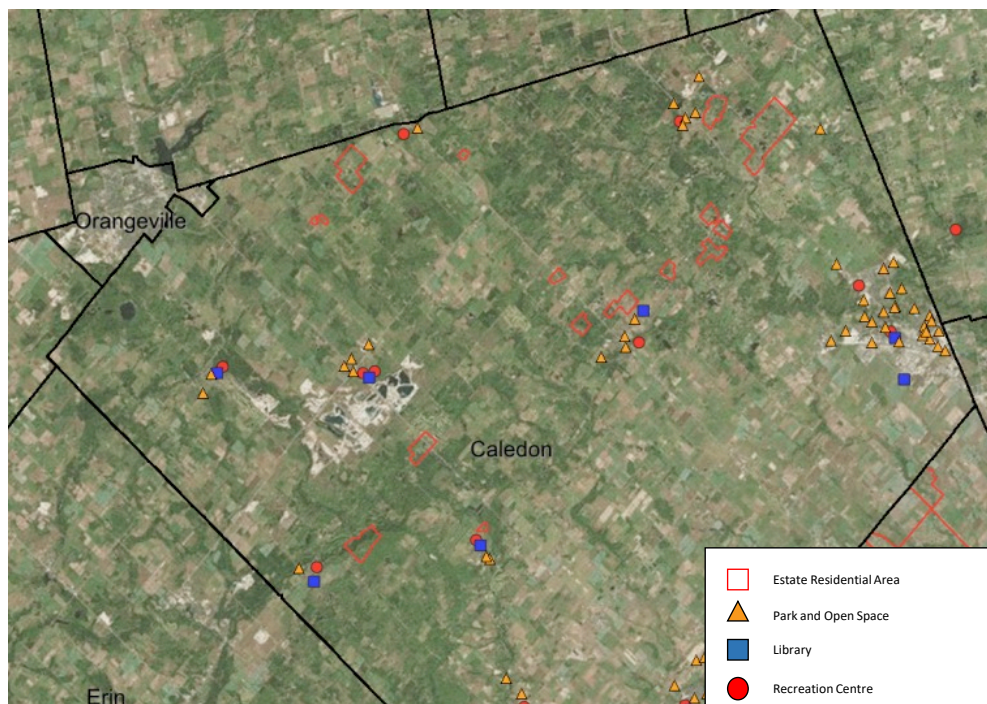 Orangeville
Caledon
Erin
Estate Residential Area
Park and Open Space
Library
Recreation Centre